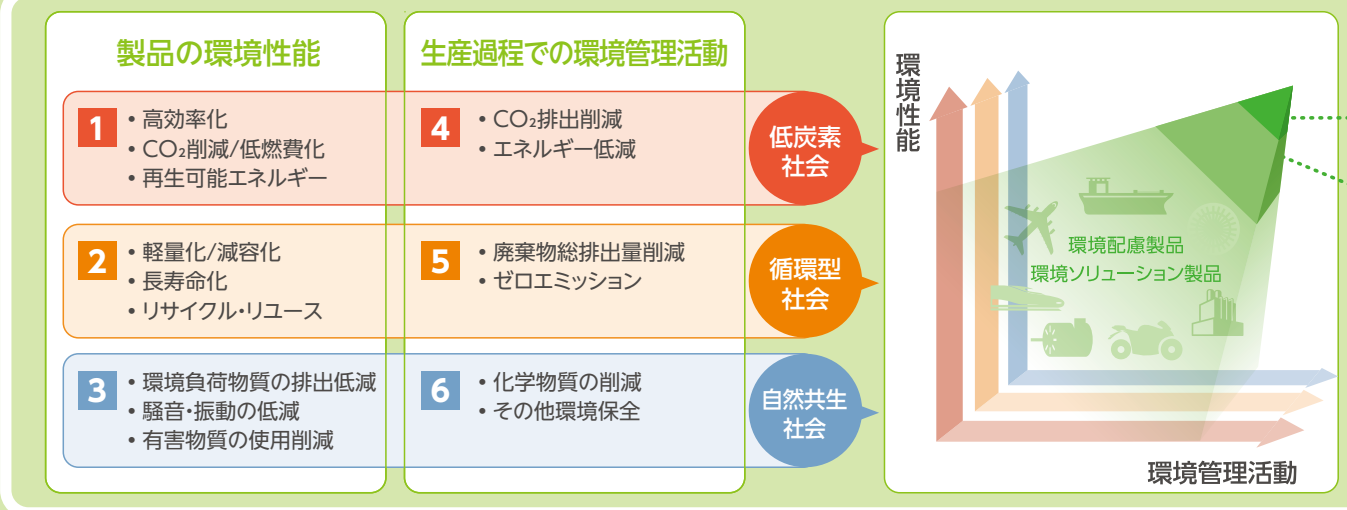 製品の環境性能
生産過程での環境管理活動
1
• 高効率化
• CO₂削減/低燃費化
• 再生可能エネルギー
4
• CO₂排出削減
• エネルギー低減
低炭素
社会
2
• 軽量化/減容化
• 長寿命化
• リサイクル・リユース
5
• 廃棄物総排出量削減
• ゼロエミッション
循環型
社会
3
• 環境負荷物質の排出低減
• 騒音・振動の低減
• 有害物質の使用削減
6
• 化学物質の削減
• その他環境保全
自然共生
社会
環境性能
環境配慮製品
環境ソリューション製品
環境管理活動